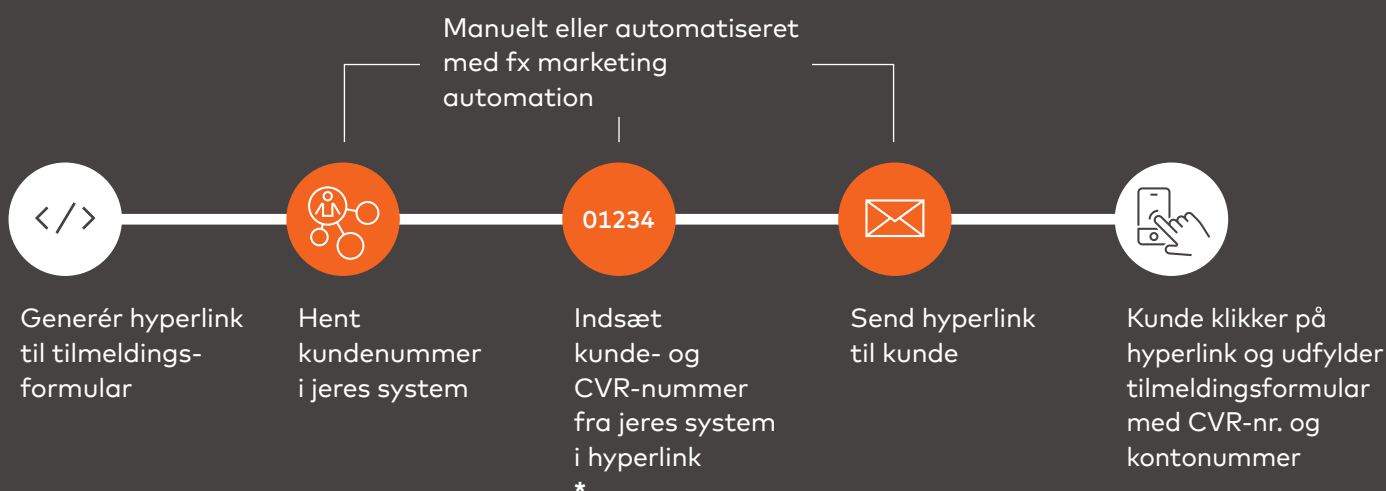 Manuelt eller automatiseret
med fx marketing
automation
</>
01234
Generér hyperlink
til tilmeldings-
formular
Hent
kundenummer
i jeres system
Indsæt
kunde- og
CVR-nummer
fra jeres system
i hyperlink
*
Send hyperlink
til kunde
Kunde klikker på
hyperlink og udfylder
tilmeldingsformular
med CVR-nr. og
kontonummer